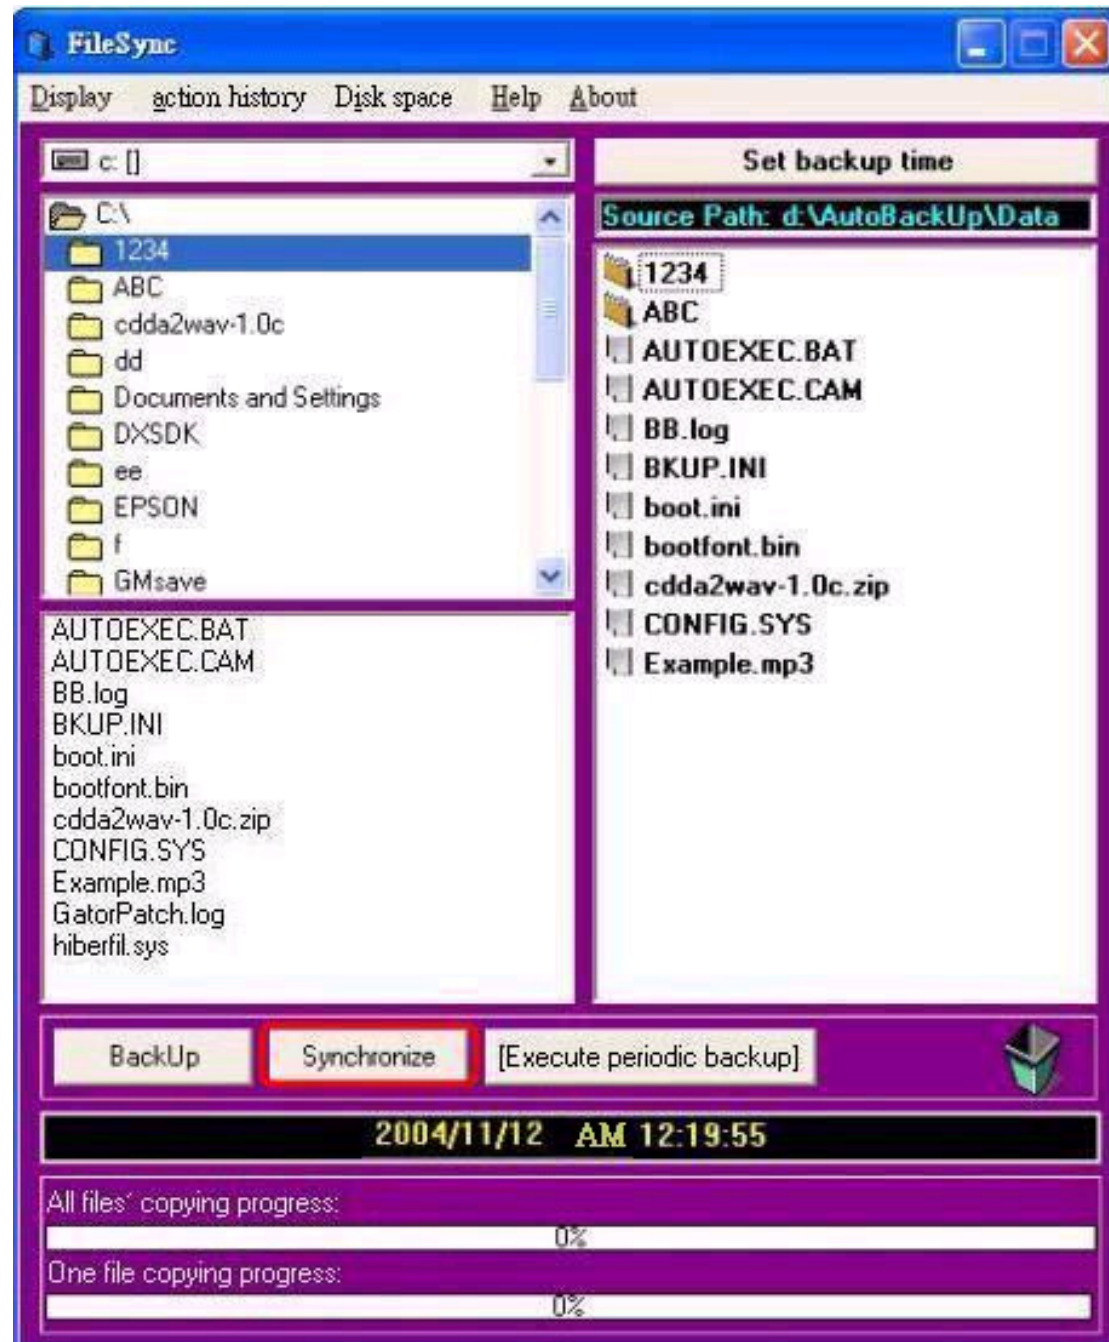 FileSync
Display action history Disk space Help About
c: []
C:\
1234
ABC
cdda2wav-1.0c
dd
Documents and Settings
DXSDK
ee
EPSON
f
GMsave
AUTOEXEC.BAT
AUTOEXEC.CAM
BB.log
BKUP.INI
boot.ini
bootfont.bin
cdda2wav-1.0c.zip
CONFIG.SYS
Example.mp3
GatorPatch.log
hiberfil.sys
Set backup time
Source Path: d:\AutoBackUp\Data
1234
ABC
AUTOEXEC.BAT
AUTOEXEC.CAM
BB.log
BKUP.INI
boot.ini
bootfont.bin
cdda2wav-1.0c.zip
CONFIG.SYS
Example.mp3
BackUp Synchronize [Execute periodic backup]
2004/11/12 AM 12:19:55
All files' copying progress:
0%
One file copying progress:
0%